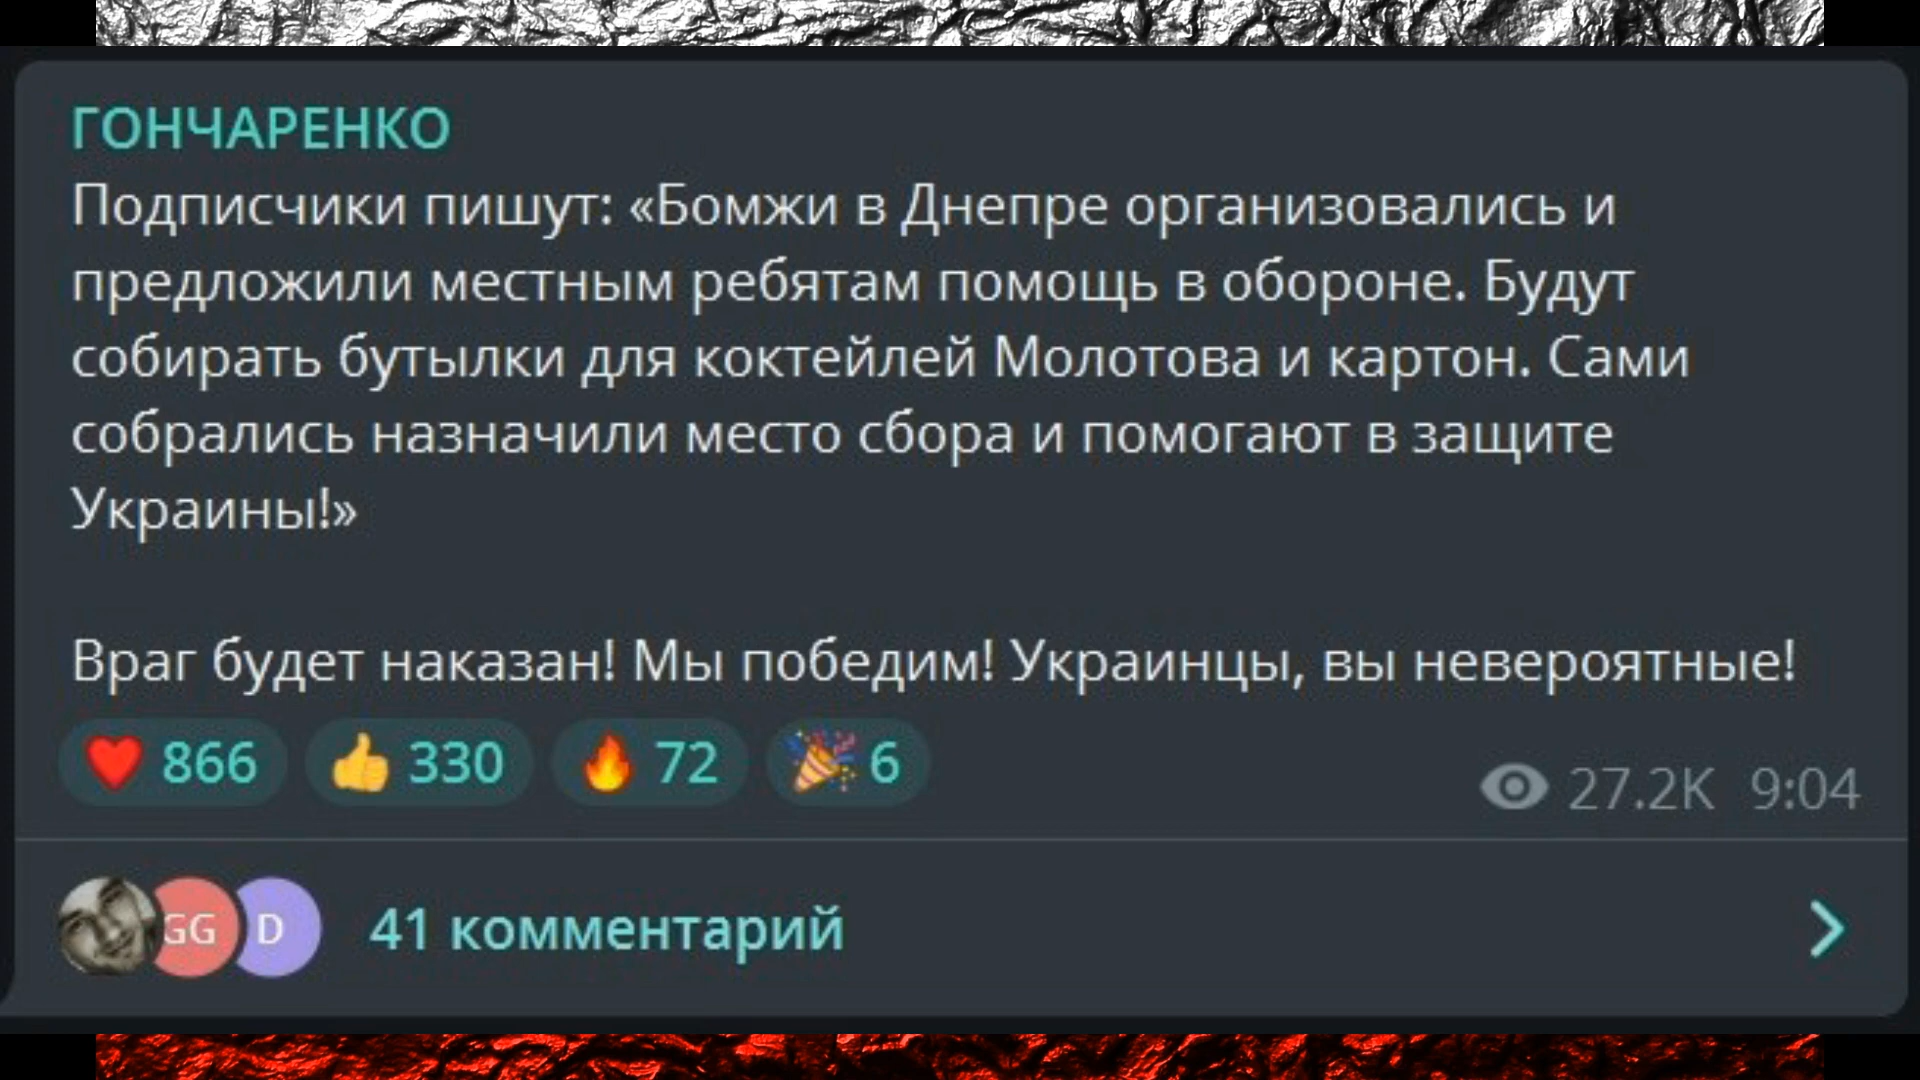 ГОНЧАРЕНКО
Подписчики пишут: «Бомжи в Днепре организовались и
предложили местным ребятам помощь в обороне. Будут
собирать бутылки для коктейлей Молотова и картон. Сами
собрались назначили место сбора и помогают в защите
Украины!»
Враг будет наказан! Мы победим! Украинцы, вы невероятные!
866 330 72 6
27.2K 9:04
GG D 41 комментарий